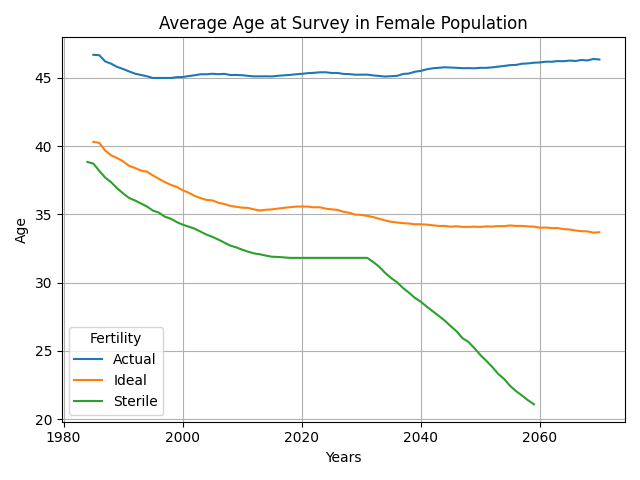 Average Age at Survey in Female Population
45
40
35
30
25
20
Age
Fertility
Actual
Ideal
Sterile
1980
2000
2020
2040
2060
Years